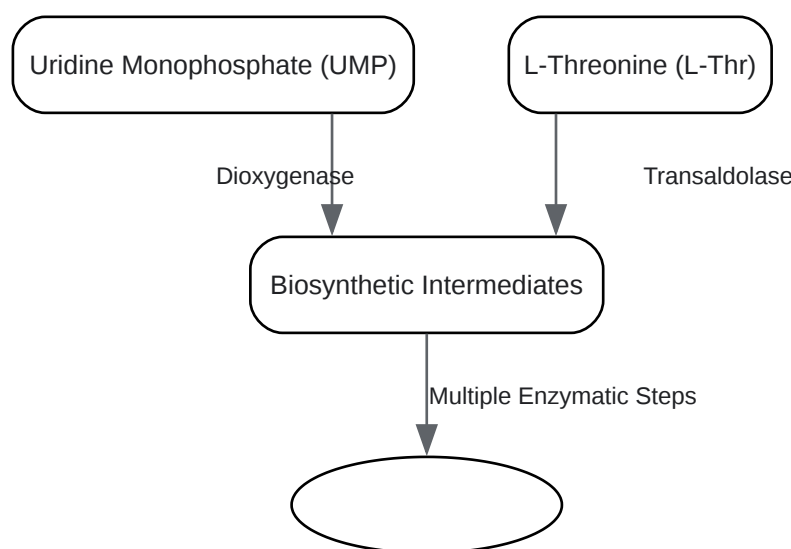 Uridine Monophosphate (UMP)
L-Threonine (L-Thr)
Dioxygenase
Transaldolase
Biosynthetic Intermediates
Multiple Enzymatic Steps